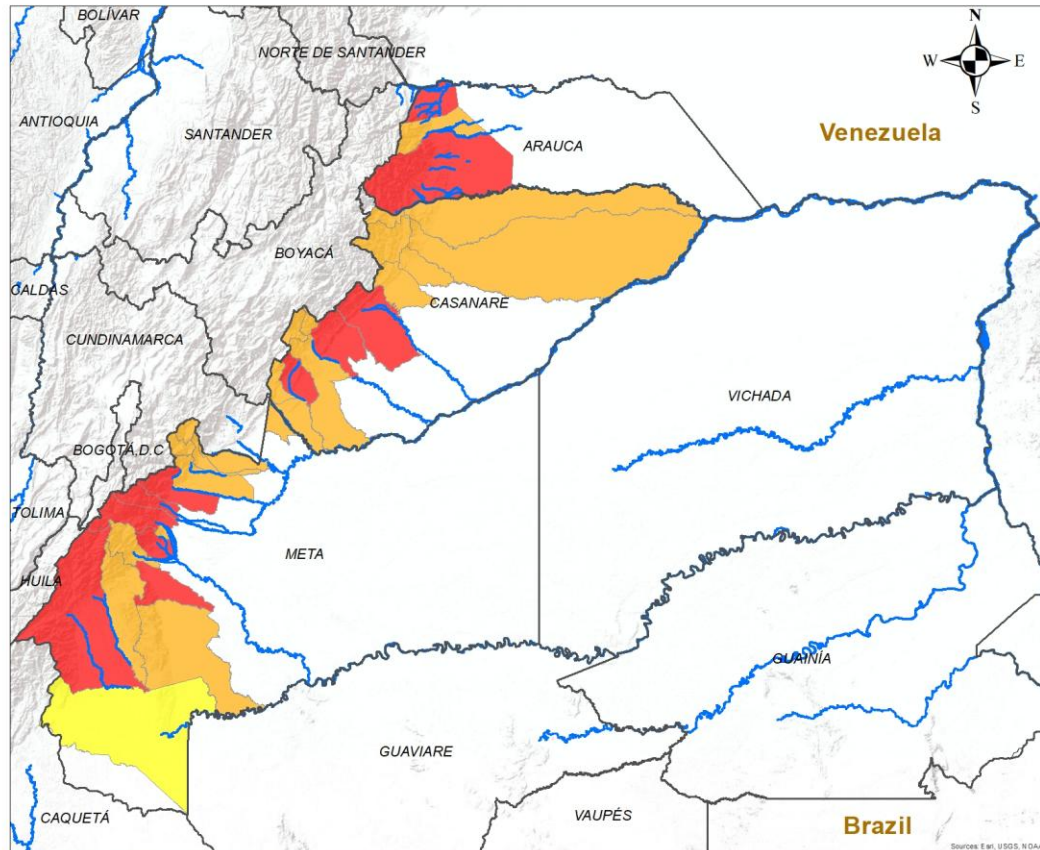 BOLÍVAR
NORTE DE SANTANDER
N
W
E
S
ANTIOQUIA
SANTANDER
ARAUCA
Venezuela
BOYACÁ
CALDAS
CASANARE
CUNDINAMARCA
VICHADA
BOGOTÁ,D.C
TOLIMA
META
HUILA
GUAINÍA
GUAVIARE
CAQUETÁ
VAUPÉS
Brazil
Sources: Esri, USGS, NOAA